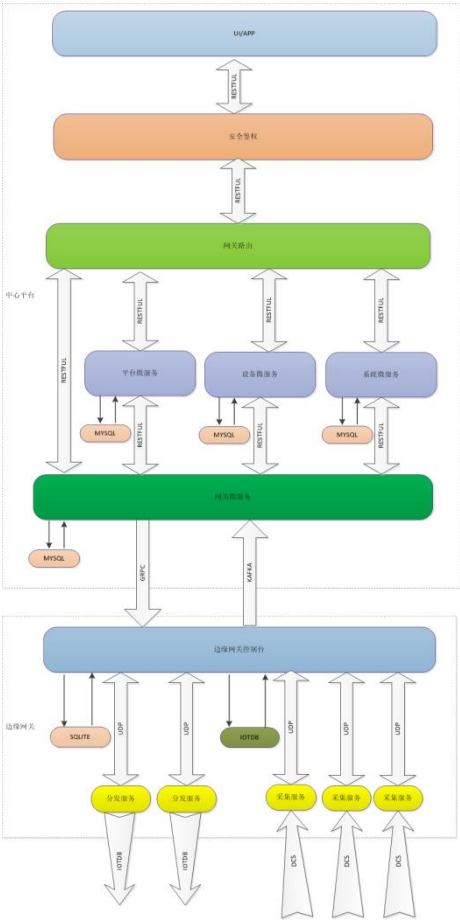 UI/APP
RESTFUL
安全鉴权
RESTFUL
网关路由
中心平台
RESTFUL
RESTFUL
RESTFUL
RESTFUL
平台微服务
设备微服务
系统微服务
MYSQL
RESTFUL
MYSQL
RESTFUL
MYSQL
RESTFUL
网关微服务
MYSQL
GRPC
KAFKA
边缘网关控制台
边缘网关
SQLITE
UDP
UDP
IOTDB
UDP
UDP
UDP
分发服务
分发服务
采集服务
采集服务
采集服务
IOTDB
IOTDB
DCS
DCS
DCS